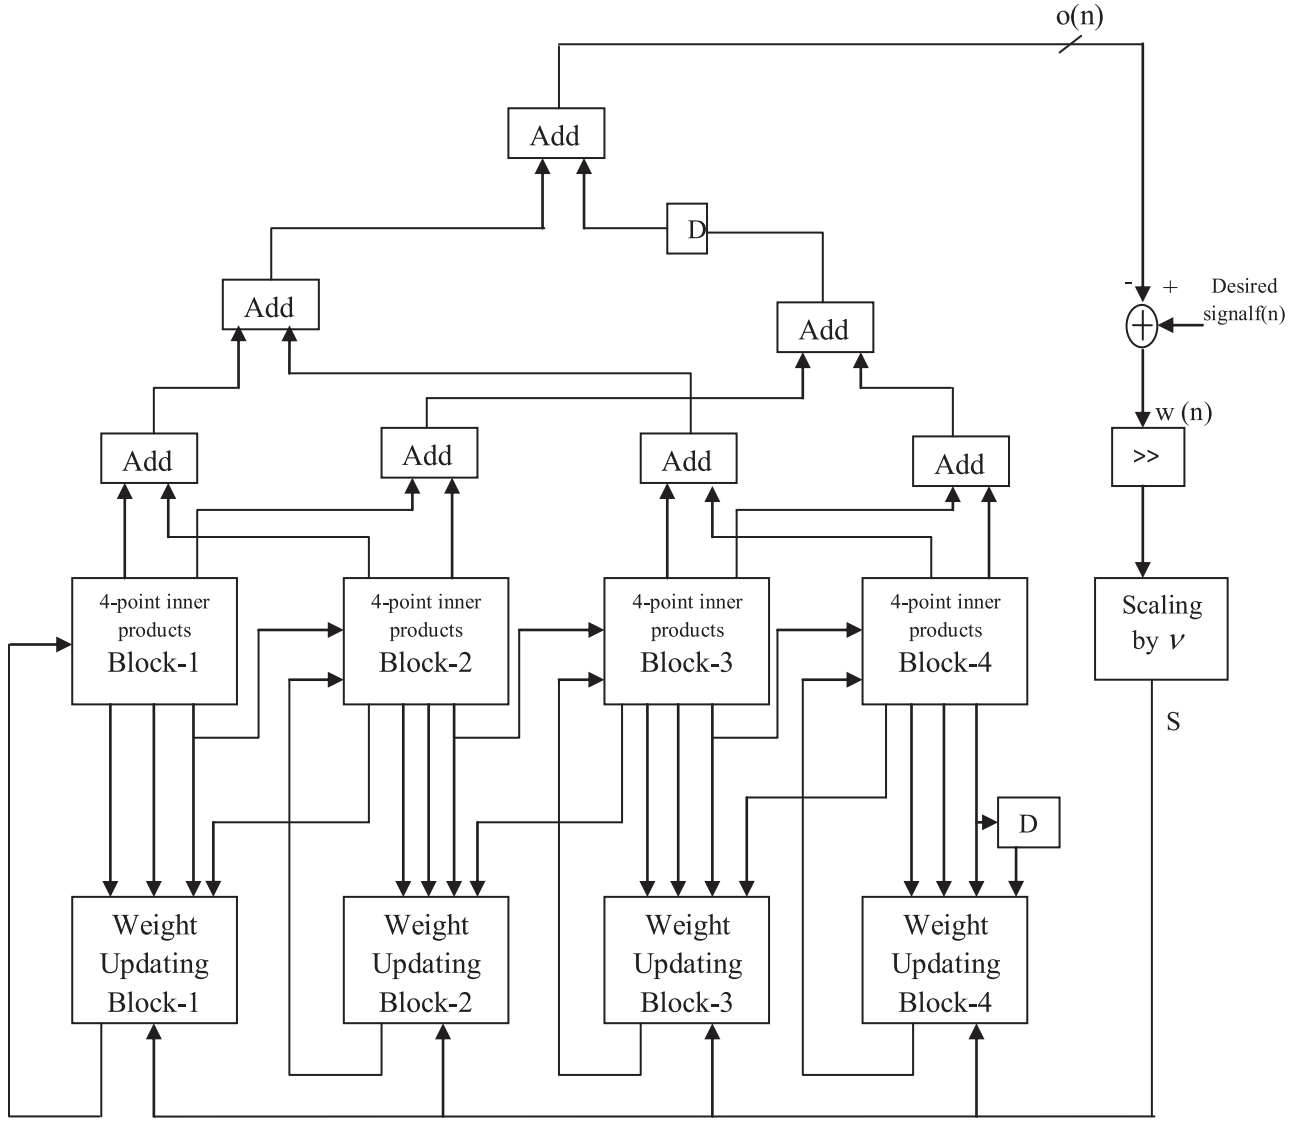 o(n)
Add
D
Add
Add
- +
Desired
signalf(n)
w (n)
Add
Add
Add
Add
>>
4-point inner
products
Block-1
4-point inner
products
Block-2
4-point inner
products
Block-3
4-point inner
products
Block-4
Scaling
by ν
S
D
Weight
Updating
Block-1
Weight
Updating
Block-2
Weight
Updating
Block-3
Weight
Updating
Block-4